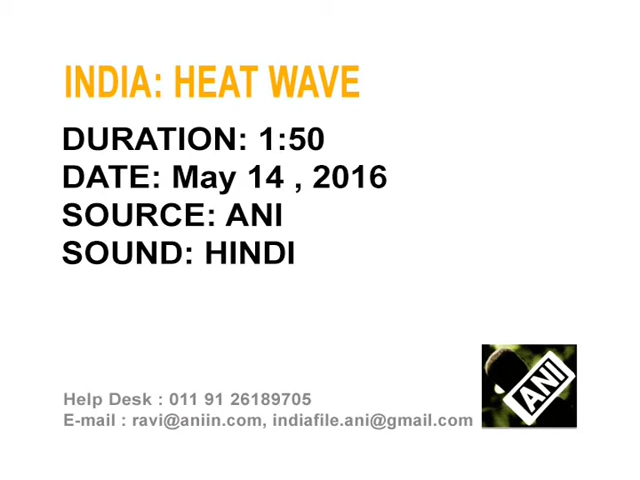 INDIA: HEAT WAVE
DURATION: 1:50
DATE: May 14 , 2016
SOURCE: ANI
SOUND: HINDI
Help Desk : 011 91 26189705
E-mail : ravi@aniin.com, indiafile.ani@gmail.com
ANI